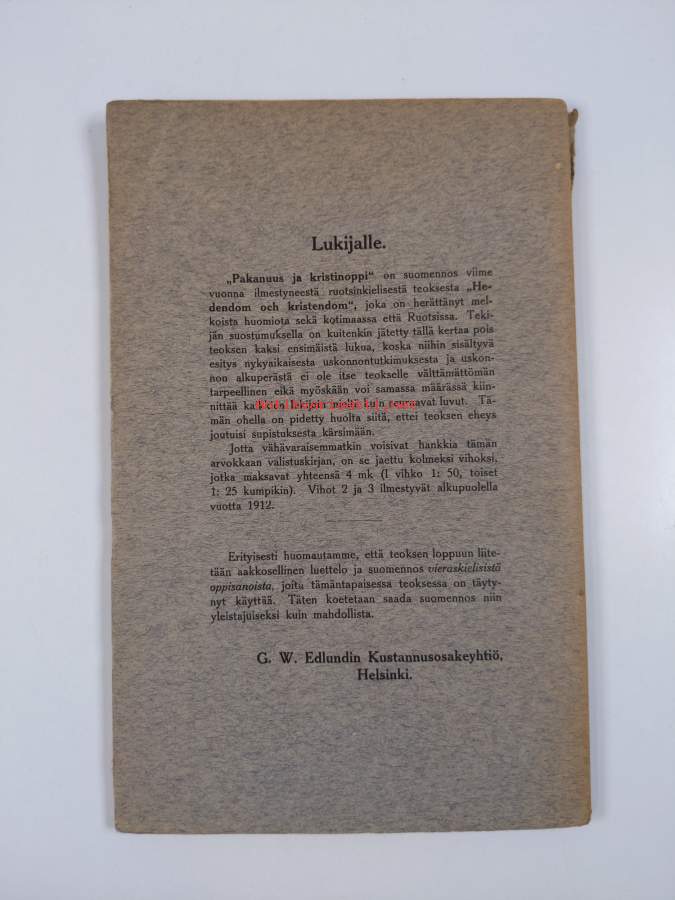 Lukijalle.
„Pakanuus ja kristinoppi“ on suomennos viime
vuonna ilmestyneestä ruotsinkielisestä teoksesta „He-
dendom och kristendom“, joka on herättänyt mel-
koista huomiota sekä kotimaassa että Ruotsissa. Teki-
jän suostumuksella on kuitenkin jätetty tällä kertaa pois
teoksen kaksi ensimäistä lukua, koska niihin sisältyvä
esitys nykyaikaisesta uskonnontutkimuksesta ja uskon-
non alkuperästä ei ole itse teokselle välttämättömän
tarpeellinen eikä myöskään voi samassa määrässä kiin-
nittää kaikkien lukijain mieltä kuin seuraavat luvut. Tä-
män ohella on pidetty huolta siitä, ettei teoksen eheys
joutuisi supistuksesta kärsimään.
Jotta vähävaraisemmatkin voisivat hankkia tämän
arvokkaan valistuskirjan, on se jaettu kolmeksi vihoksi,
jotka maksavat yhteensä 4 mk (I vihko 1: 50, toiset
1: 25 kumpikin). Vihot 2 ja 3 ilmestyvät alkupuolella
vuotta 1912.
Erityisesti huomautamme, että teoksen loppuun liite-
tään aakkosellinen luettelo ja suomennos vieraskielisistä
oppisanoista, joita tämäntapaisessa teoksessa on täyty-
nyt käyttää. Täten koetetaan saada suomennos niin
yleistajuiseksi kuin mahdollista.
G. W. Edlundin Kustannusosakeyhtiö,
Helsinki.